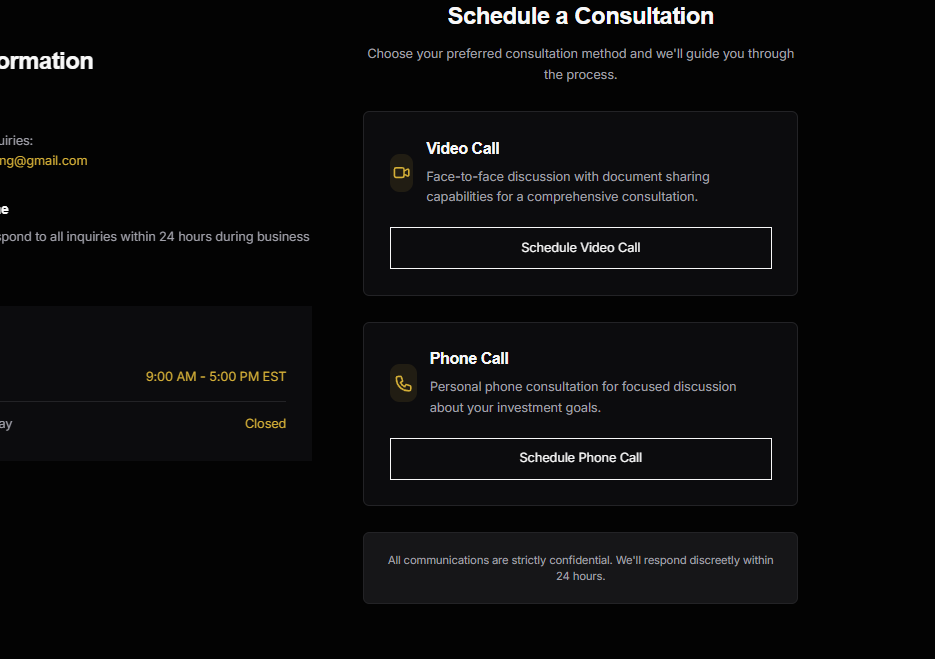 ormation
uiries:
ng@gmail.com
e
spond to all inquiries within 24 hours during business
9:00 AM - 5:00 PM EST
ay
Closed
Schedule a Consultation
Choose your preferred consultation method and we'll guide you through
the process.
Video Call
Face-to-face discussion with document sharing
capabilities for a comprehensive consultation.
Schedule Video Call
Phone Call
Personal phone consultation for focused discussion
about your investment goals.
Schedule Phone Call
All communications are strictly confidential. We'll respond discreetly within
24 hours.